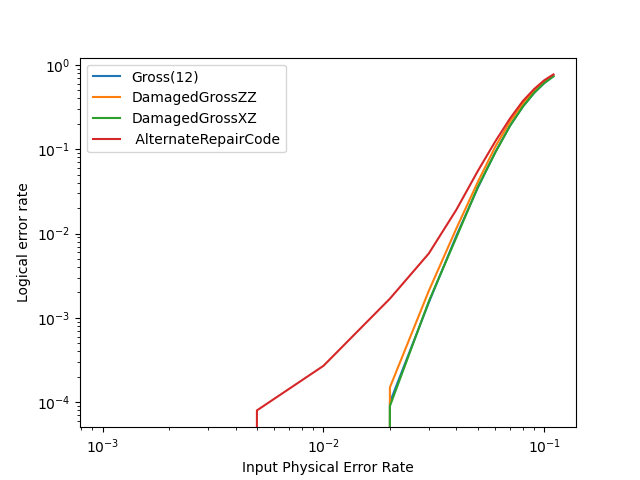 Gross(12)
DamagedGrossZZ
DamagedGrossXZ
AlternateRepairCode
Logical error rate
10⁰
10⁻¹
10⁻²
10⁻³
10⁻⁴
10⁻³ 10⁻² 10⁻¹
Input Physical Error Rate